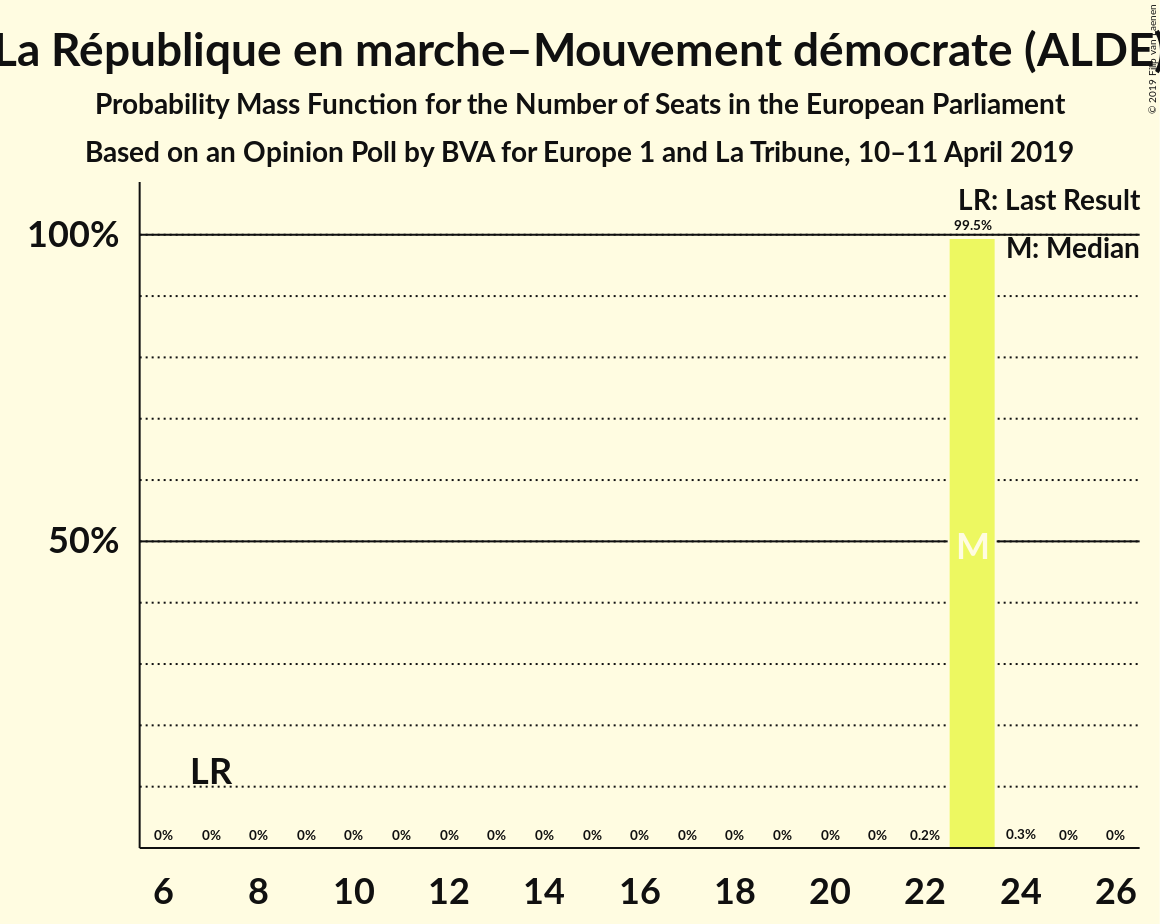 La République en marche–Mouvement démocrate (ALDE)
Probability Mass Function for the Number of Seats in the European Parliament
Based on an Opinion Poll by BVA for Europe 1 and La Tribune, 10–11 April 2019
© 2019 Filip van Laenen
LR: Last Result
M: Median
100%
50%
99.5%
M
LR
0% 0% 0% 0% 0% 0% 0% 0% 0% 0% 0% 0% 0% 0% 0% 0% 0.2% 0.3% 0% 0%
6 8 10 12 14 16 18 20 22 24 26